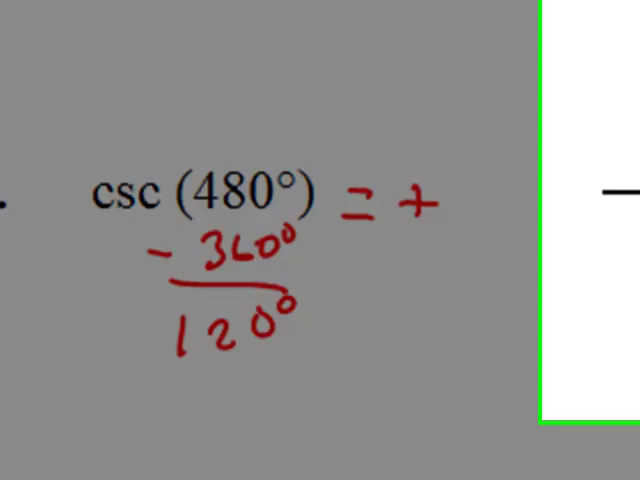 . csc (480°) = +
- 360°
120°